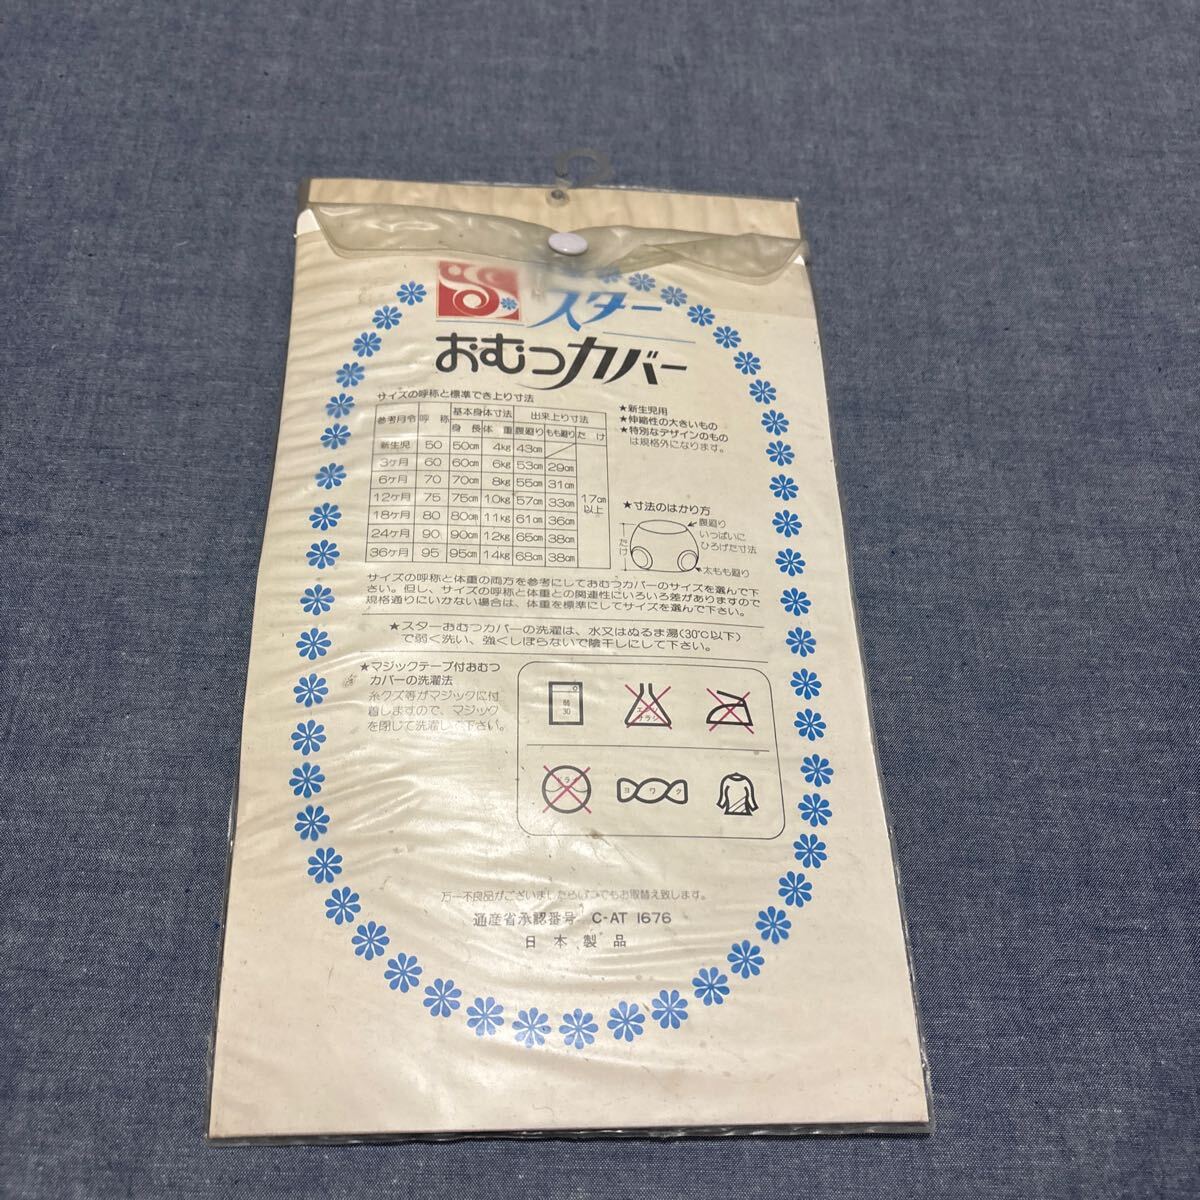 スター
おむつカバー
サイズの呼称と標準でき上り寸法
参考月令 呼称 基本身体寸法 出来上り寸法
身長 体重 腹廻り もも廻り たけ
新生児 50 50cm 4kg 43cm
3ヶ月 60 60cm 6kg 53cm 29cm
6ヶ月 70 70cm 8kg 55cm 31cm
12ヶ月 75 75cm 10kg 57cm 33cm 17cm以上
18ヶ月 80 80cm 11kg 61cm 36cm
24ヶ月 90 90cm 12kg 65cm 38cm
36ヶ月 95 95cm 14kg 68cm 38cm
★新生児用
★伸縮性の大きいもの
★特別なデザインのもの
は規格外になります。
★寸法のはかり方
腹廻り
いっぱいに
ひろげた寸法
たけ
太もも廻り
サイズの呼称と体重の両方を参考にしておむつカバーのサイズを選んで下
さい。但し、サイズの呼称と体重との関連性にいろいろ差がありますので
規格通りにいかない場合は、体重を標準にしてサイズを選んで下さい。
★スターおむつカバーの洗濯は、水又はぬるま湯(30℃以下)
で弱く洗い、強くしぼらないで陰干しにして下さい。
★マジックテープ付おむつ
カバーの洗濯法
糸クズ等がマジックに付
着しますので、マジック
を閉じて洗濯して下さい。
弱
30
エンソ
サラシ
ドライ
ヨワク
万一不良品がございましたらいつでもお取替え致します。
通産省承認番号 C-AT 1676
日本製品